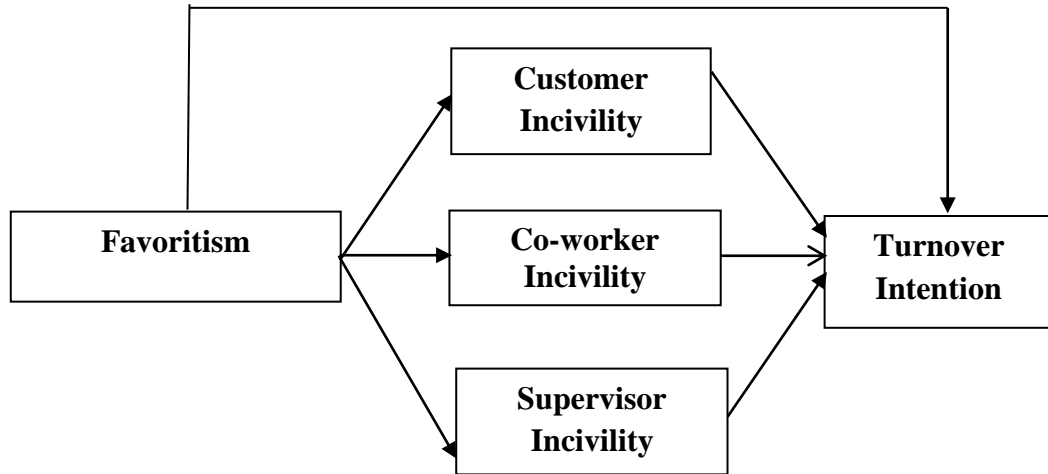 Customer
Incivility
Favoritism
Co-worker
Incivility
Turnover
Intention
Supervisor
Incivility